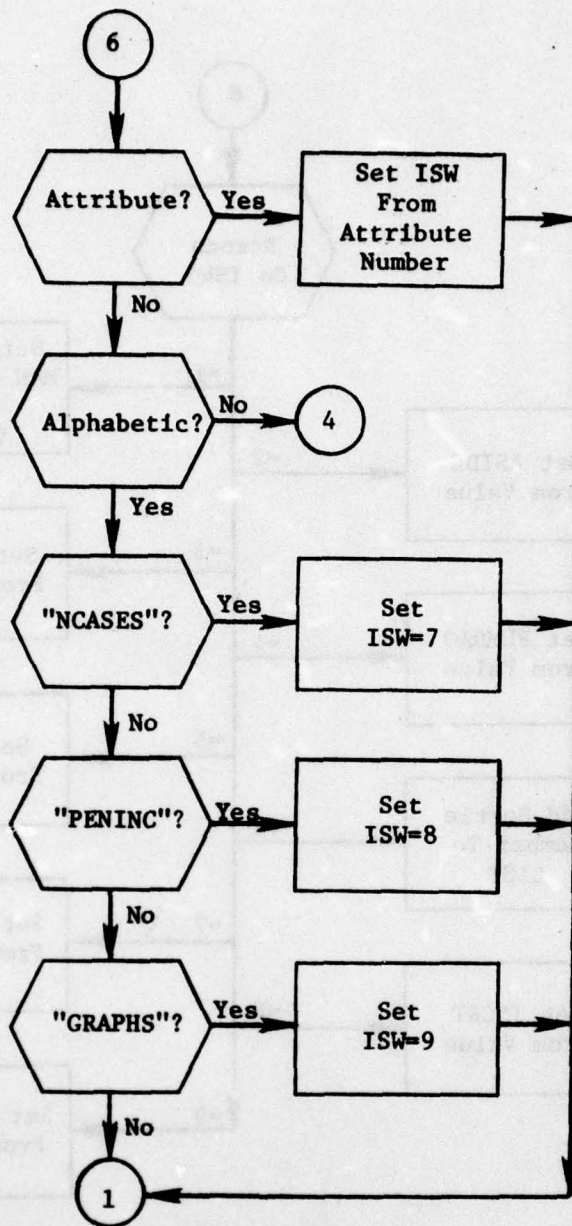 6
Attribute?
Yes
Set ISW
From
Attribute
Number
No
Alphabetic?
No
4
Yes
"NCASES"?
Yes
Set
ISW=7
No
"PENINC"?
Yes
Set
ISW=8
No
"GRAPHS"?
Yes
Set
ISW=9
No
1